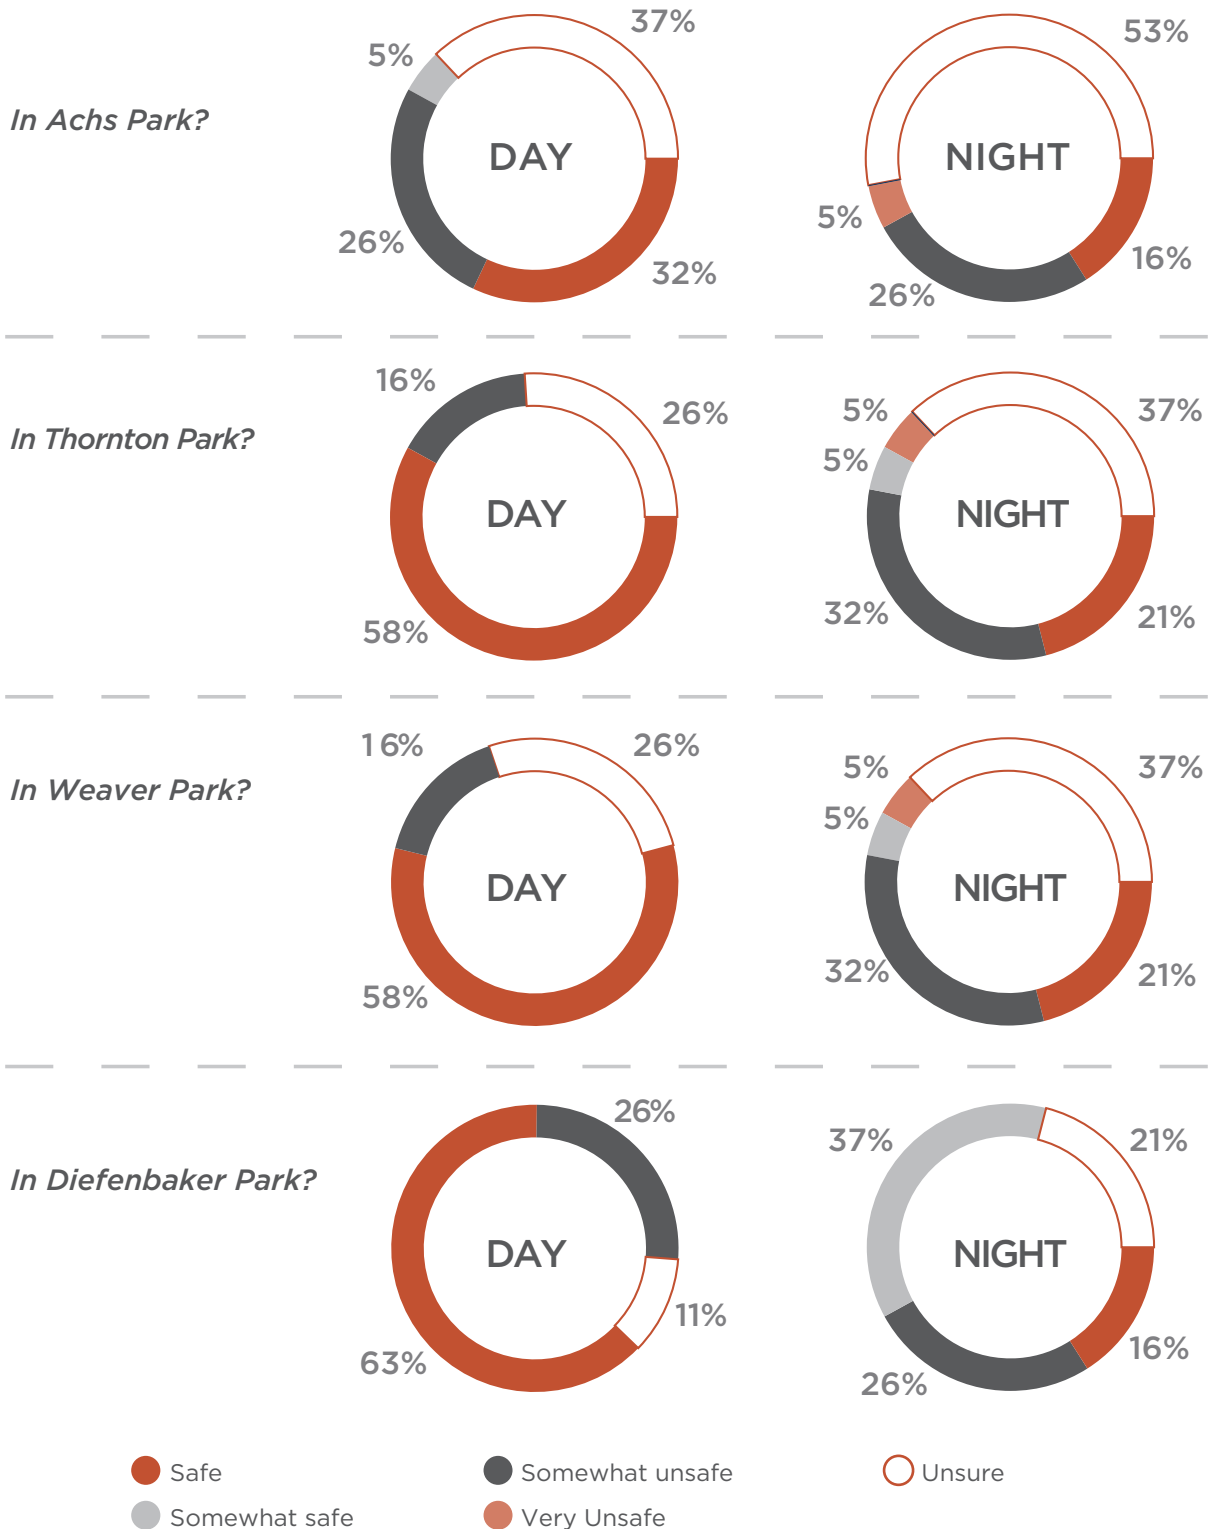 37%
53%
5%
In Achs Park?
DAY
NIGHT
5%
26%
32%
16%
26%
16%
5%
26%
37%
In Thornton Park?
5%
DAY
NIGHT
32%
21%
58%
16%
26%
5%
37%
In Weaver Park?
5%
DAY
NIGHT
32%
21%
58%
26%
37%
21%
In Diefenbaker Park?
DAY
NIGHT
11%
16%
63%
26%
Safe
Somewhat unsafe
Unsure
Somewhat safe
Very Unsafe